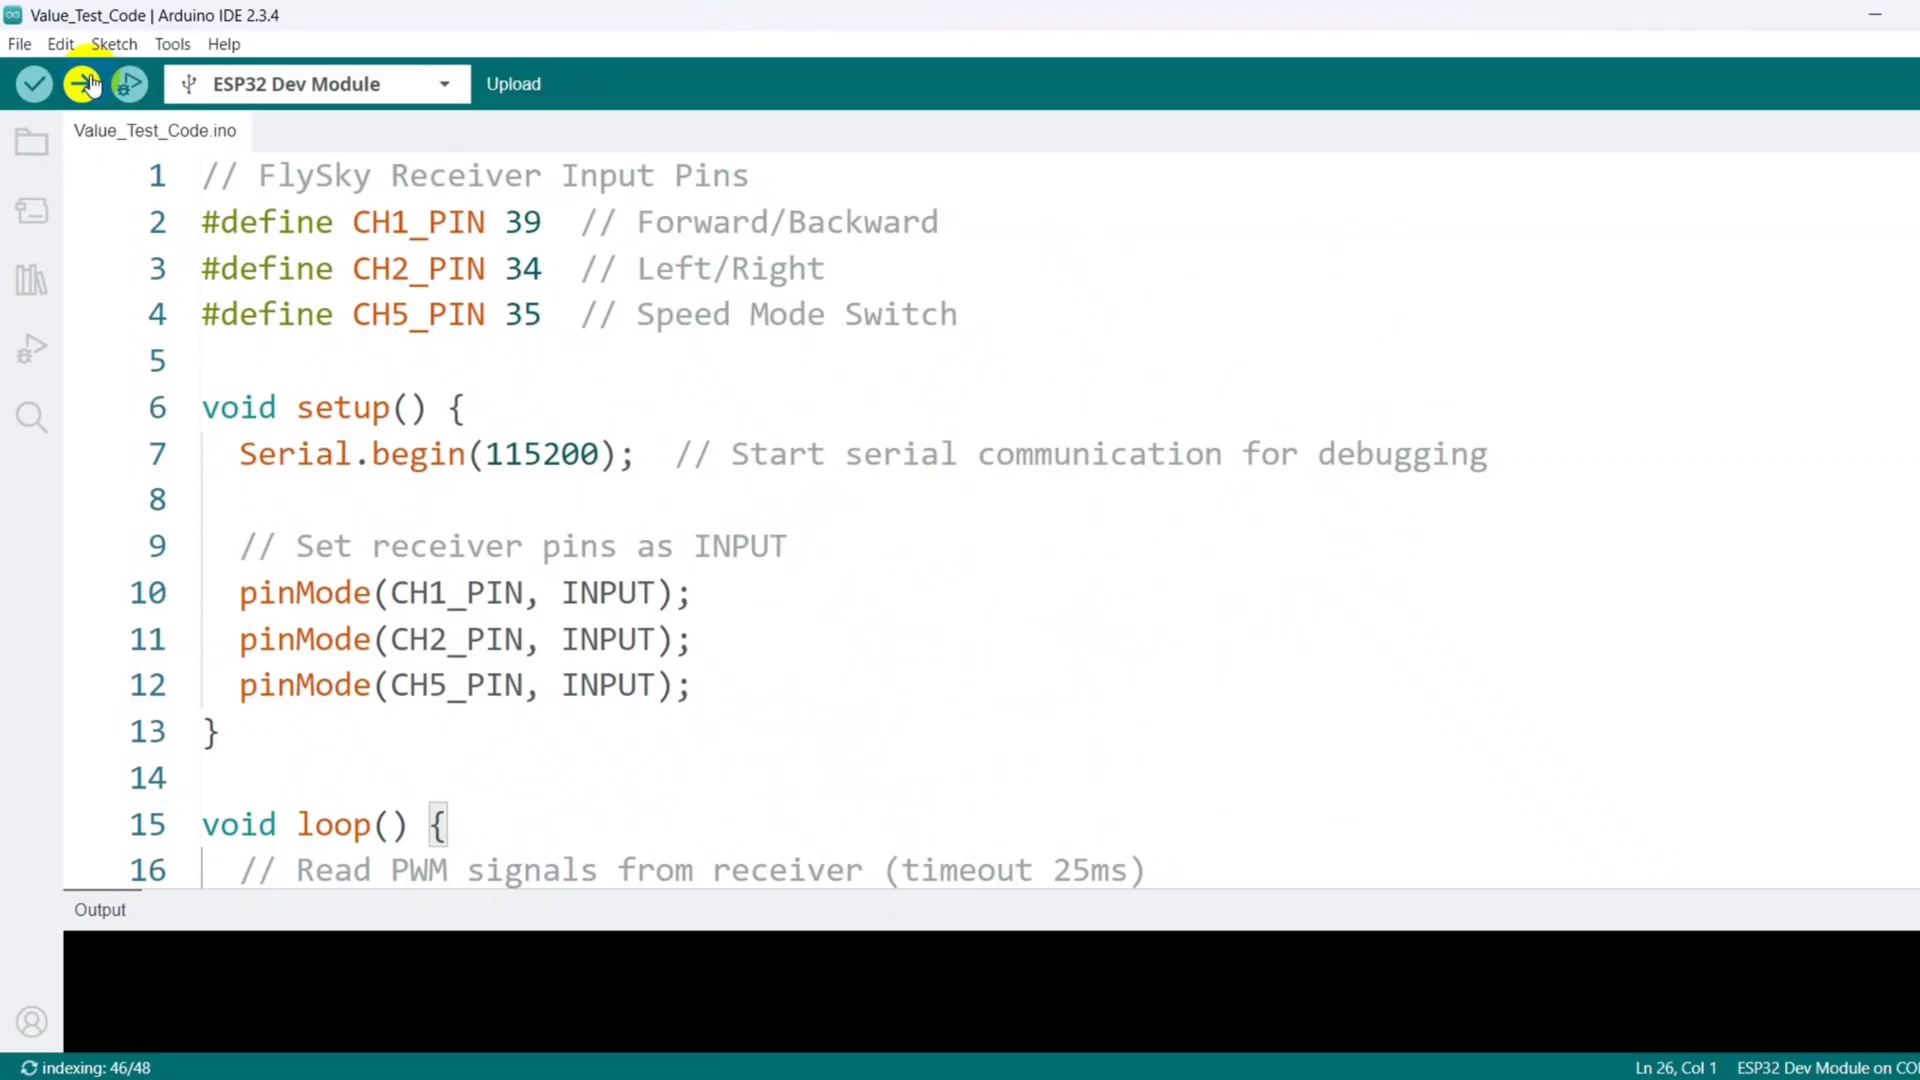 Value_Test_Code | Arduino IDE 2.3.4
File Edit Sketch Tools Help
ESP32 Dev Module Upload
Value_Test_Code.ino
1 // FlySky Receiver Input Pins
2 #define CH1_PIN 39 // Forward/Backward
3 #define CH2_PIN 34 // Left/Right
4 #define CH5_PIN 35 // Speed Mode Switch
5
6 void setup() {
7 Serial.begin(115200); // Start serial communication for debugging
8
9 // Set receiver pins as INPUT
10 pinMode(CH1_PIN, INPUT);
11 pinMode(CH2_PIN, INPUT);
12 pinMode(CH5_PIN, INPUT);
13 }
14
15 void loop() {
16 // Read PWM signals from receiver (timeout 25ms)
Output
indexing: 46/48 Ln 26, Col 1 ESP32 Dev Module on